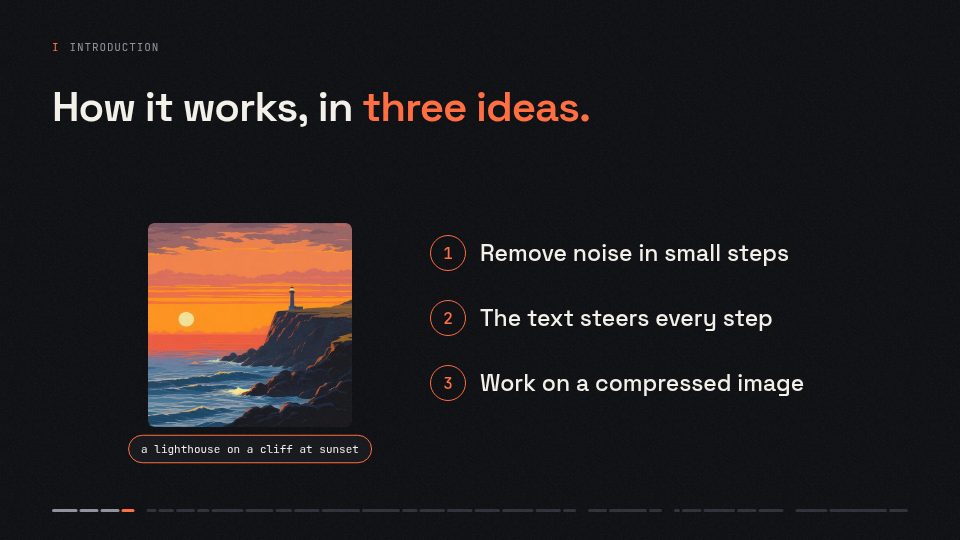 I INTRODUCTION
How it works, in three ideas.
1 Remove noise in small steps
2 The text steers every step
3 Work on a compressed image
a lighthouse on a cliff at sunset